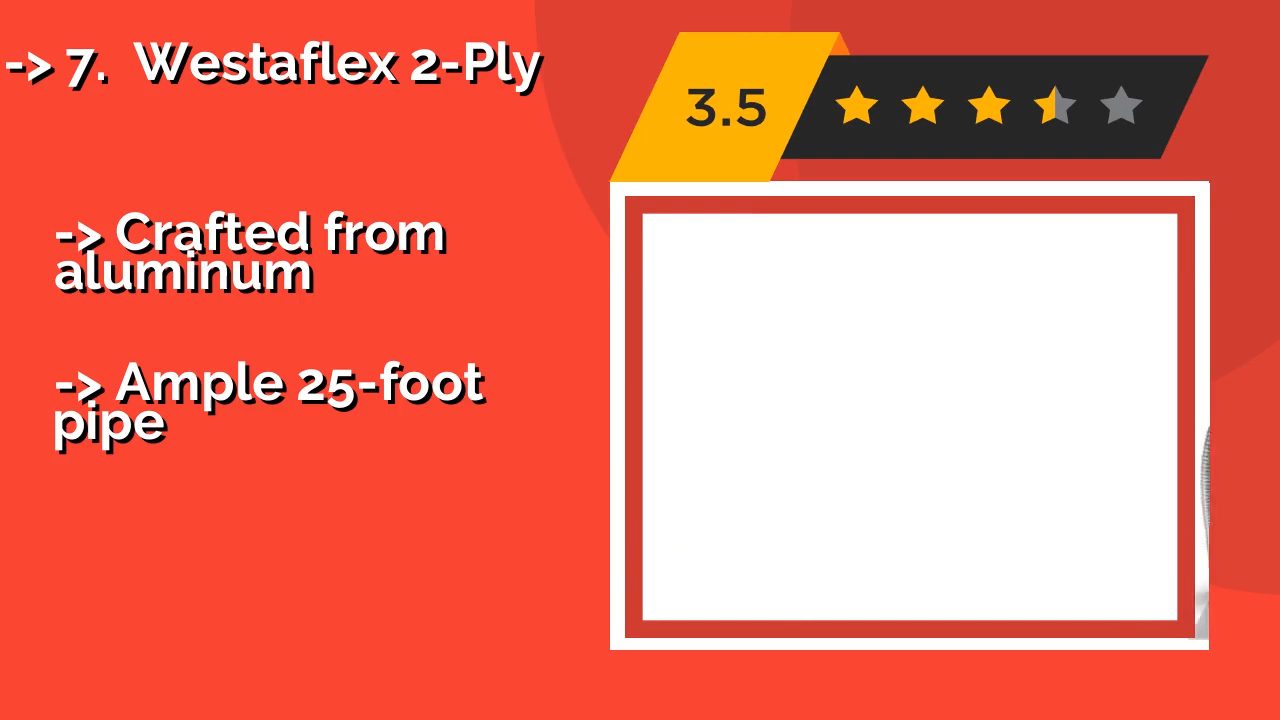 -> 7. Westaflex 2-Ply
3.5
-> Crafted from
aluminum
-> Ample 25-foot
pipe